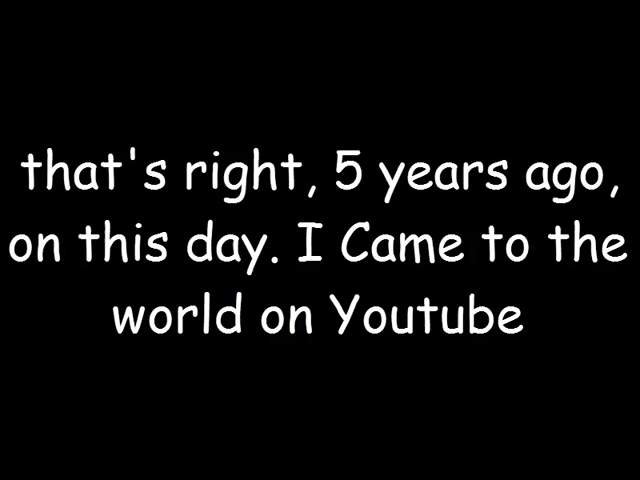 that's right, 5 years ago,
on this day. I Came to the
world on Youtube